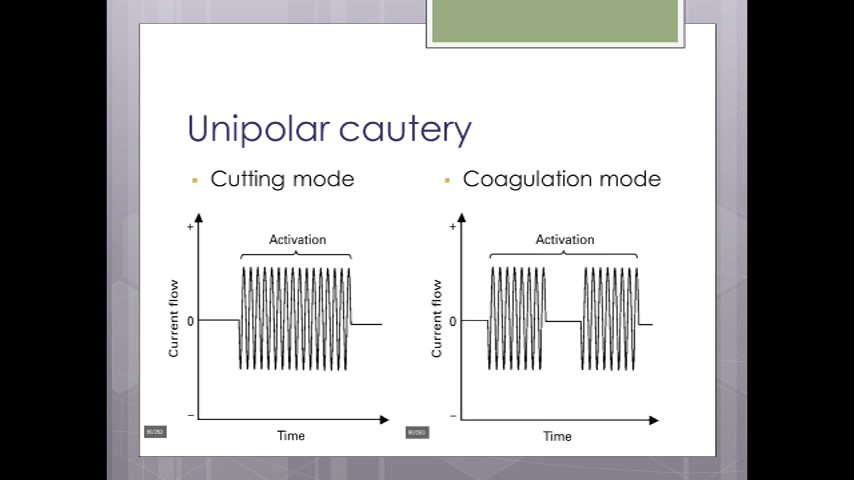 Unipolar cautery
Cutting mode
+
Activation
Current flow
0
–
Time
Coagulation mode
+
Activation
Current flow
0
–
Time